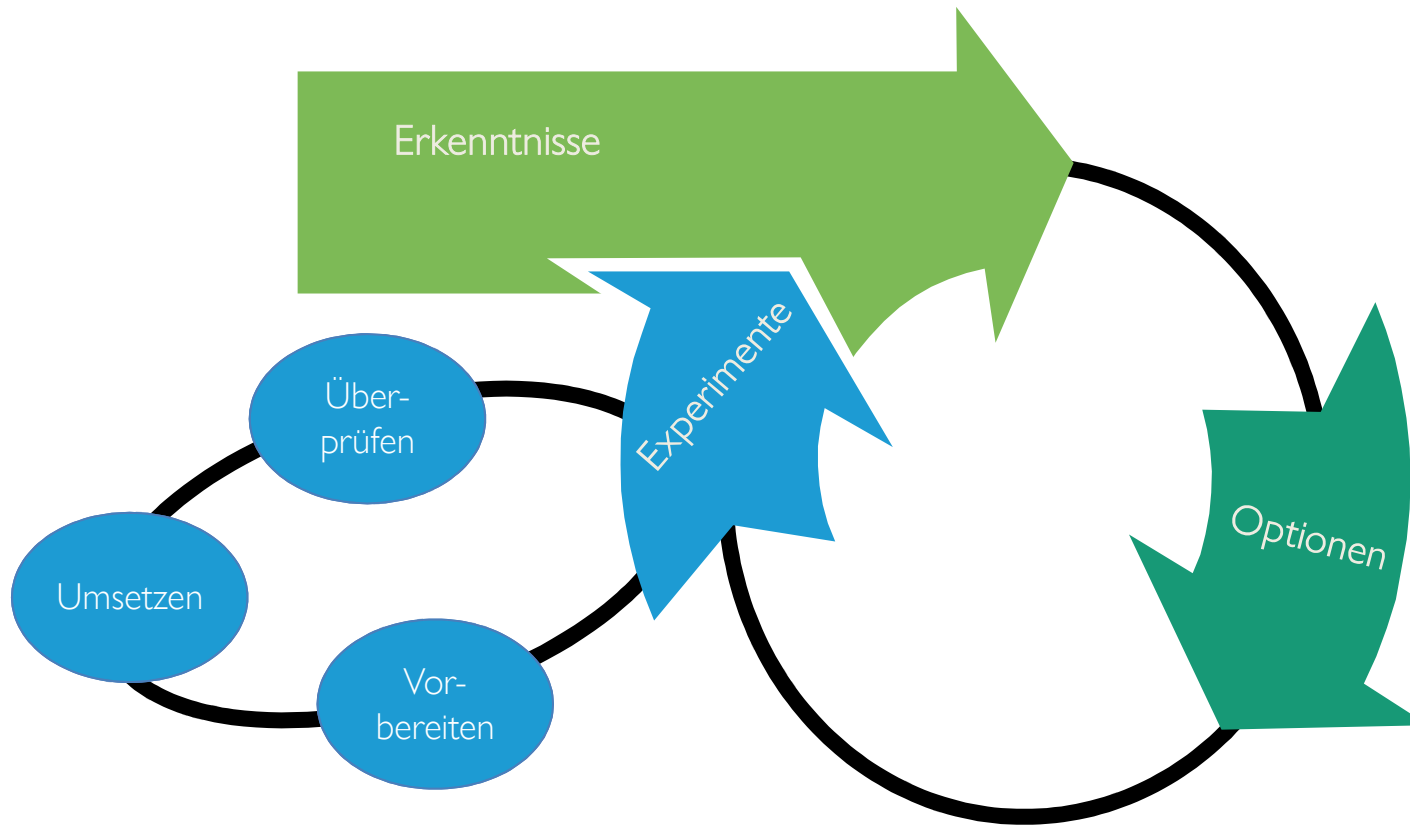 Erkenntnisse
Experimente
Über-
prüfen
Optionen
Umsetzen
Vor-
bereiten